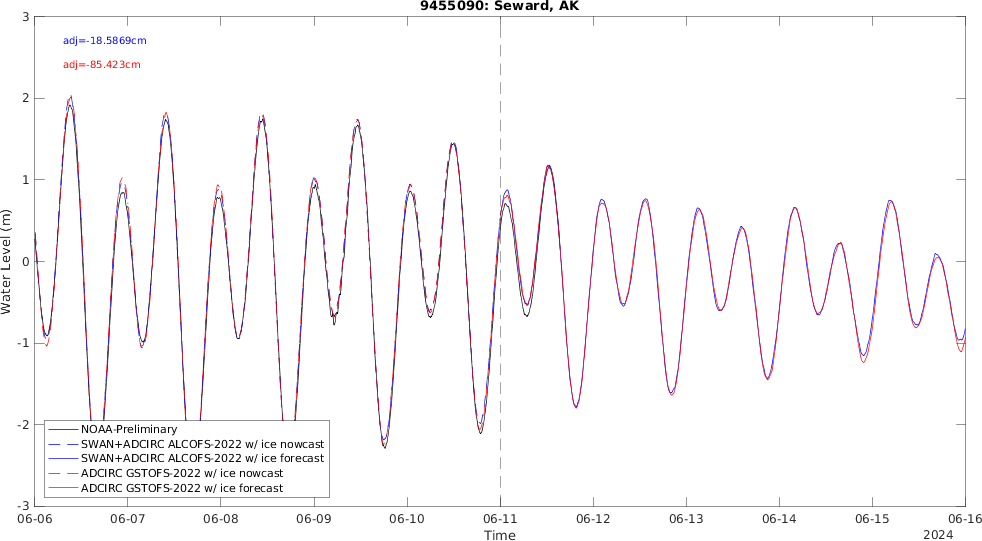 9455090: Seward, AK
adj=-18.5869cm
adj=-85.423cm
Water Level (m)
3
2
1
0
-1
-2
-3
NOAA-Preliminary
SWAN+ADCIRC ALCOFS-2022 w/ ice nowcast
SWAN+ADCIRC ALCOFS-2022 w/ ice forecast
ADCIRC GSTOFS-2022 w/ ice nowcast
ADCIRC GSTOFS-2022 w/ ice forecast
06-06 06-07 06-08 06-09 06-10 06-11 06-12 06-13 06-14 06-15 06-16
Time
2024